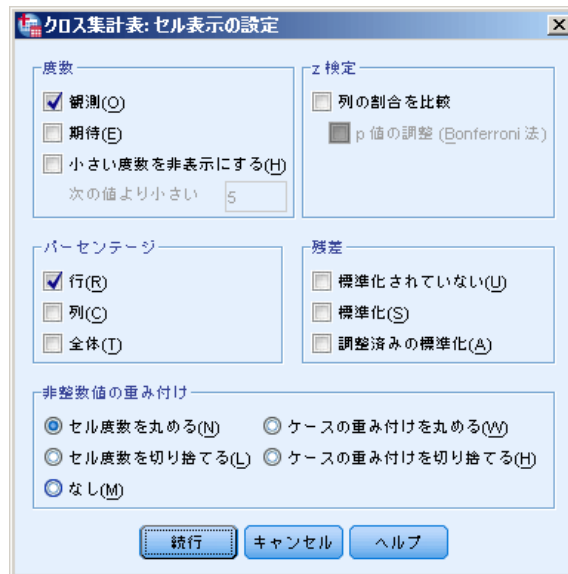 クロス集計表: セル表示の設定
度数
観測(O)
期待(E)
小さい度数を非表示にする(H)
次の値より小さい 5
z 検定
列の割合を比較
p 値の調整 (Bonferroni 法)
パーセンテージ
行(R)
列(C)
全体(T)
残差
標準化されていない(U)
標準化(S)
調整済みの標準化(A)
非整数値の重み付け
セル度数を丸める(N) ケースの重み付けを丸める(W)
セル度数を切り捨てる(L) ケースの重み付けを切り捨てる(H)
なし(M)
続行 キャンセル ヘルプ